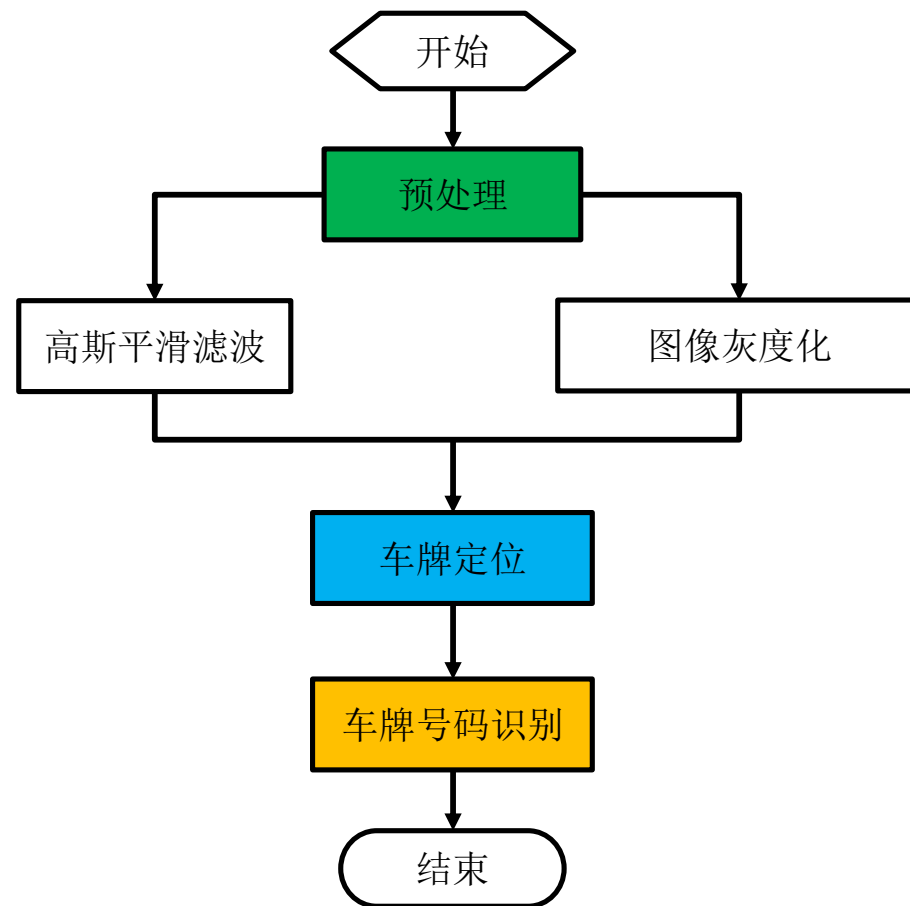 开始
预处理
高斯平滑滤波
图像灰度化
车牌定位
车牌号码识别
结束